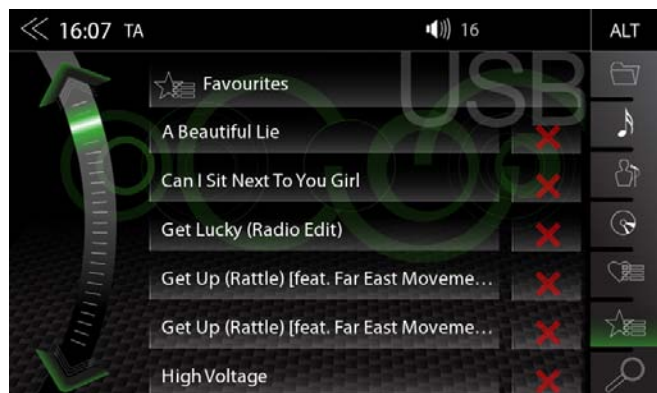 16:07 TA 16 ALT
USB
Favourites
A Beautiful Lie
Can I Sit Next To You Girl
Get Lucky (Radio Edit)
Get Up (Rattle) [feat. Far East Moveme...
Get Up (Rattle) [feat. Far East Moveme...
High Voltage